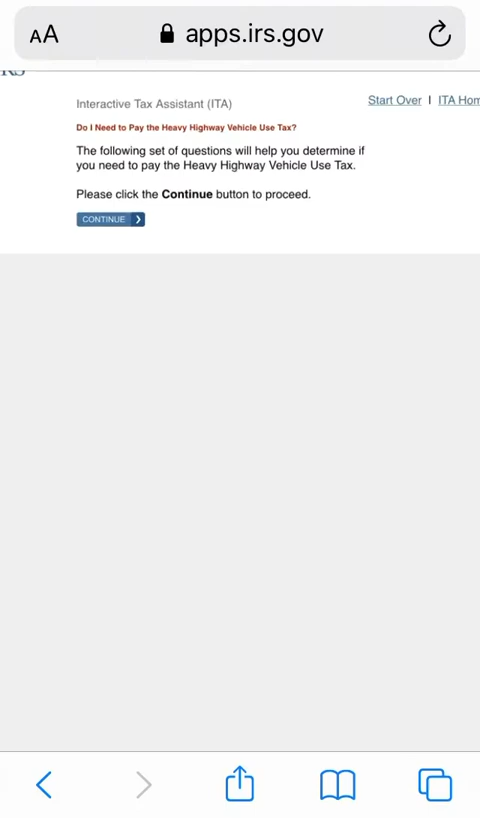 AA apps.irs.gov
Interactive Tax Assistant (ITA)
Start Over | ITA Hom
Do I Need to Pay the Heavy Highway Vehicle Use Tax?
The following set of questions will help you determine if
you need to pay the Heavy Highway Vehicle Use Tax.
Please click the Continue button to proceed.
CONTINUE